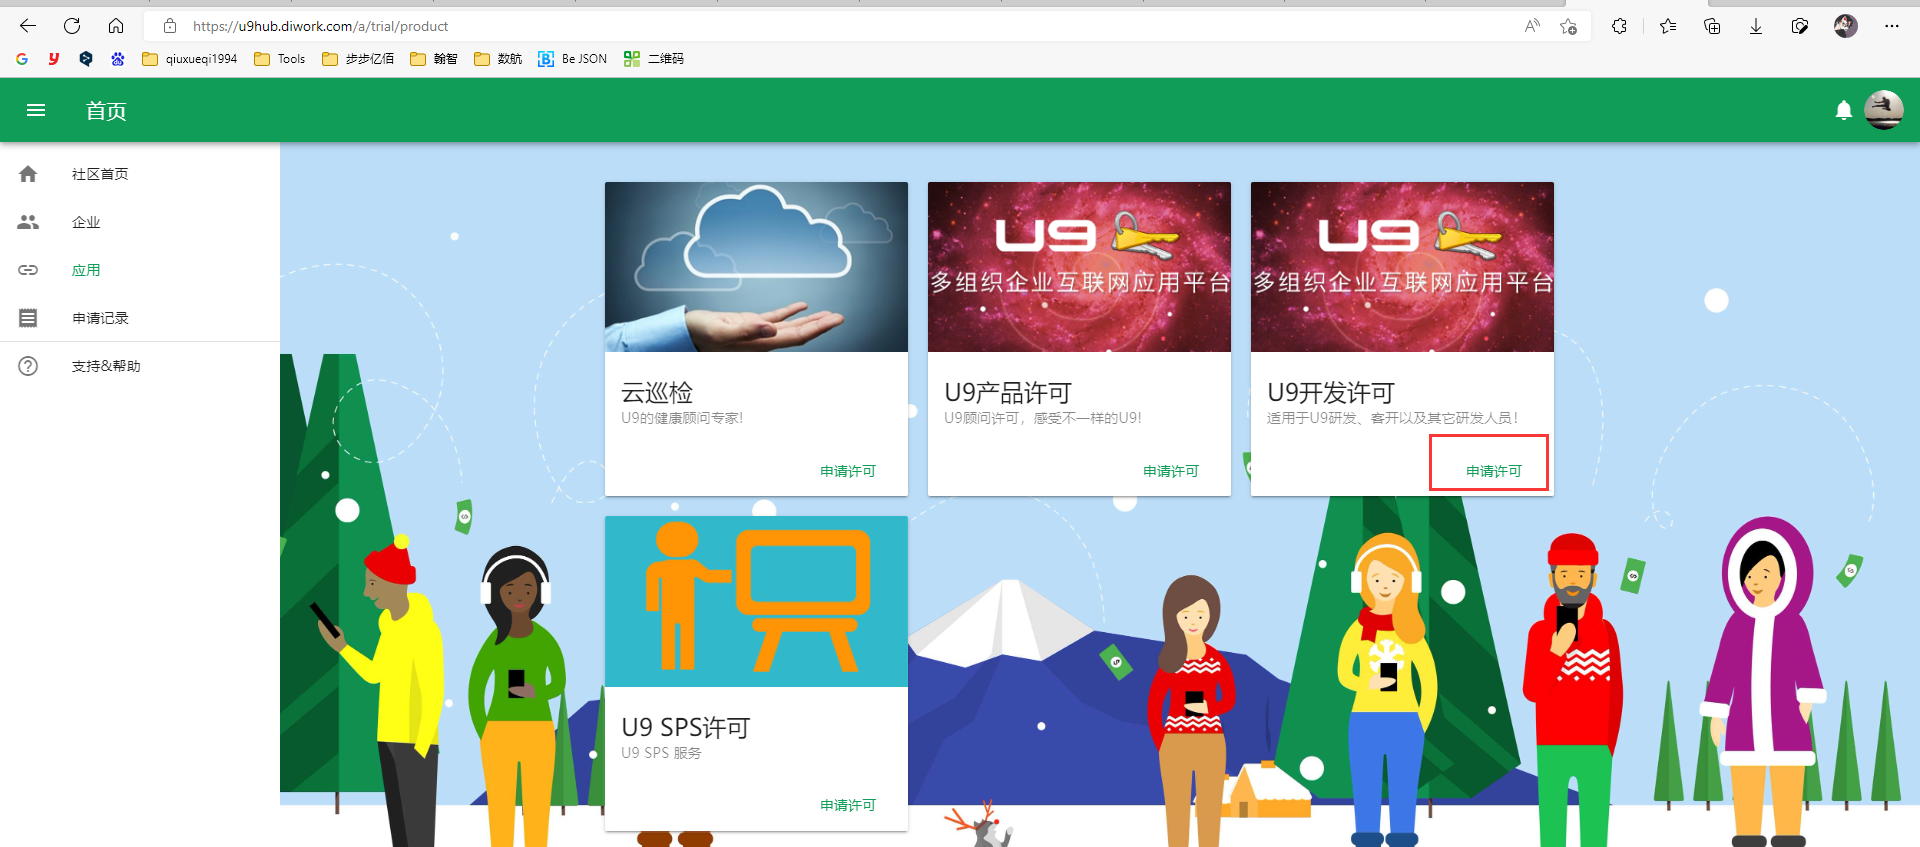 https://u9hub.diwork.com/a/trial/product
qiuxueqi1994
Tools
步步亿佰
翰智
数航
Be JSON
二维码
首页
社区首页
企业
应用
申请记录
支持&帮助
云巡检
U9的健康顾问专家!
申请许可
U9
多组织企业互联网应用平台
U9产品许可
U9顾问许可，感受不一样的U9!
申请许可
U9
多组织企业互联网应用平台
U9开发许可
适用于U9研发、客开以及其它研发人员!
申请许可
U9 SPS许可
U9 SPS 服务
申请许可